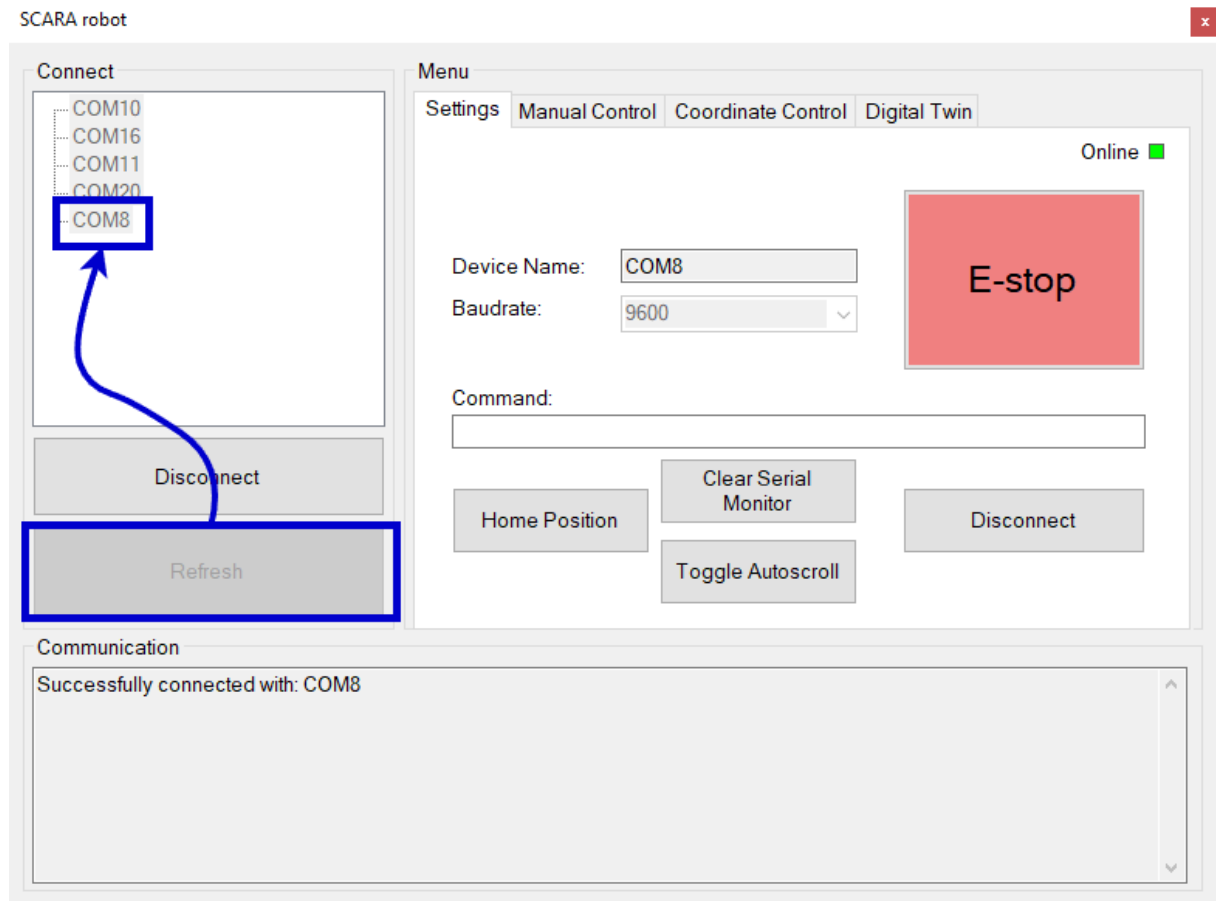 SCARA robot
x
Connect
COM10
COM16
COM11
COM20
COM8
Disconnect
Refresh
Menu
Settings
Manual Control
Coordinate Control
Digital Twin
Online
Device Name:
COM8
Baudrate:
9600
E-stop
Command:
Home Position
Clear Serial
Monitor
Toggle Autoscroll
Disconnect
Communication
Successfully connected with: COM8